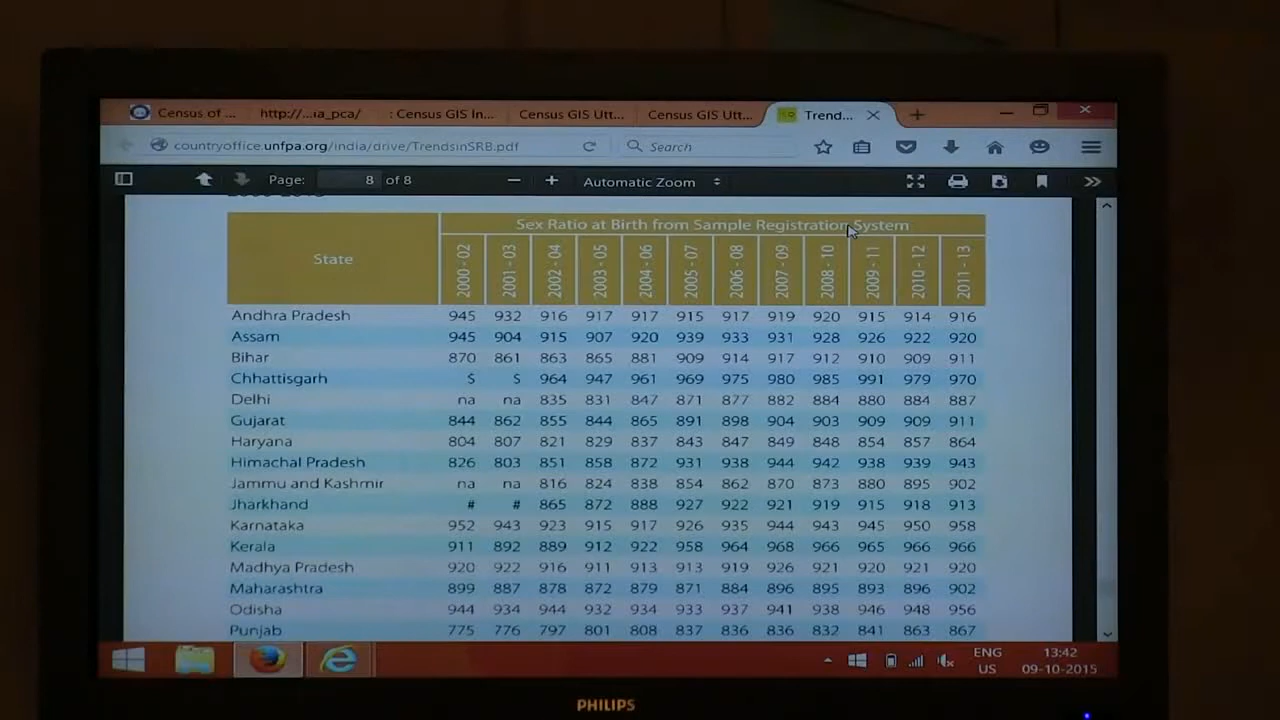 Census of ... http://...ia_pca/ : Census GIS In... Census GIS Utt... Census GIS Utt... Trend...
countryoffice.unfpa.org/india/drive/TrendsinSRB.pdf Search
Page: 8 of 8 Automatic Zoom
State Sex Ratio at Birth from Sample Registration System
2000 - 02 2001 - 03 2002 - 04 2003 - 05 2004 - 06 2005 - 07 2006 - 08 2007 - 09 2008 - 10 2009 - 11 2010 - 12 2011 - 13
Andhra Pradesh 945 932 916 917 917 915 917 919 920 915 914 916
Assam 945 904 915 907 920 939 933 931 928 926 922 920
Bihar 870 861 863 865 881 909 914 917 912 910 909 911
Chhattisgarh $ $ 964 947 961 969 975 980 985 991 979 970
Delhi na na 835 831 847 871 877 882 884 880 884 887
Gujarat 844 862 855 844 865 891 898 904 903 909 909 911
Haryana 804 807 821 829 837 843 847 849 848 854 857 864
Himachal Pradesh 826 803 851 858 872 931 938 944 942 938 939 943
Jammu and Kashmir na na 816 824 838 854 862 870 873 880 895 902
Jharkhand # # 865 872 888 927 922 921 919 915 918 913
Karnataka 952 943 923 915 917 926 935 944 943 945 950 958
Kerala 911 892 889 912 922 958 964 968 966 965 966 966
Madhya Pradesh 920 922 916 911 913 913 919 926 921 920 921 920
Maharashtra 899 887 878 872 879 871 884 896 895 893 896 902
Odisha 944 934 944 932 934 933 937 941 938 946 948 956
Punjab 775 776 797 801 808 837 836 836 832 841 863 867
ENG 13:42
US 09-10-2015
PHILIPS